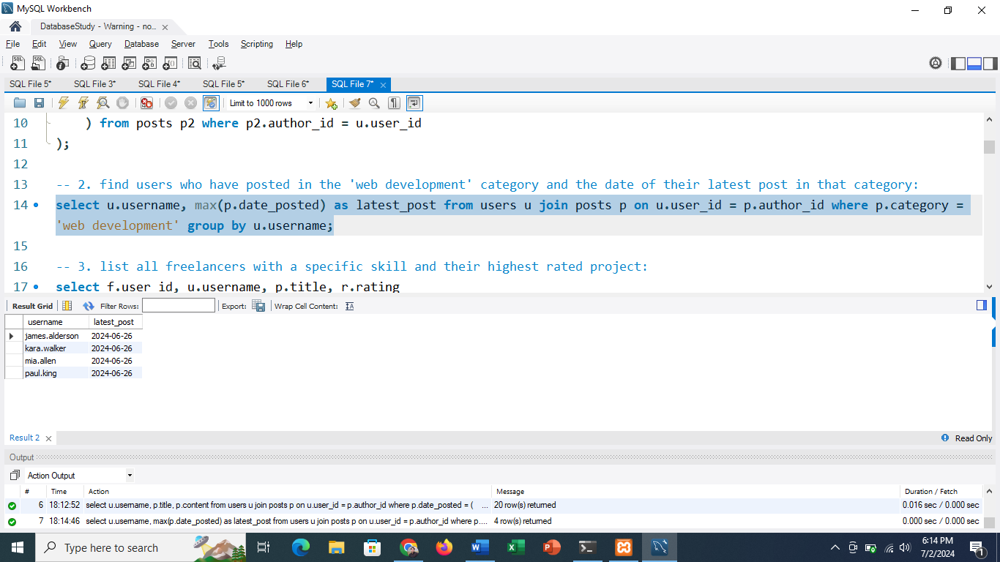 MySQL Workbench
DatabaseStudy - Warning - no...
File Edit View Query Database Server Tools Scripting Help
SQL File 5* SQL File 3* SQL File 4* SQL File 5* SQL File 6* SQL File 7*
Limit to 1000 rows
10 ) from posts p2 where p2.author_id = u.user_id
11 );
12
13 -- 2. find users who have posted in the 'web development' category and the date of their latest post in that category:
14 select u.username, max(p.date_posted) as latest_post from users u join posts p on u.user_id = p.author_id where p.category =
'web development' group by u.username;
15
16 -- 3. list all freelancers with a specific skill and their highest rated project:
17 select f.user_id, u.username, p.title, r.rating
Result Grid Filter Rows: Export: Wrap Cell Content:
username latest_post
james.alderson 2024-06-26
kara.walker 2024-06-26
mia.allen 2024-06-26
paul.king 2024-06-26
Result 2 Read Only
Output
Action Output
# Time Action Message Duration / Fetch
6 18:12:52 select u.username, p.title, p.content from users u join posts p on u.user_id = p.author_id where p.date_posted = ( ... 20 row(s) returned 0.016 sec / 0.000 sec
7 18:14:46 select u.username, max(p.date_posted) as latest_post from users u join posts p on u.user_id = p.author_id where p.... 4 row(s) returned 0.000 sec / 0.000 sec
Type here to search
6:14 PM
7/2/2024
1